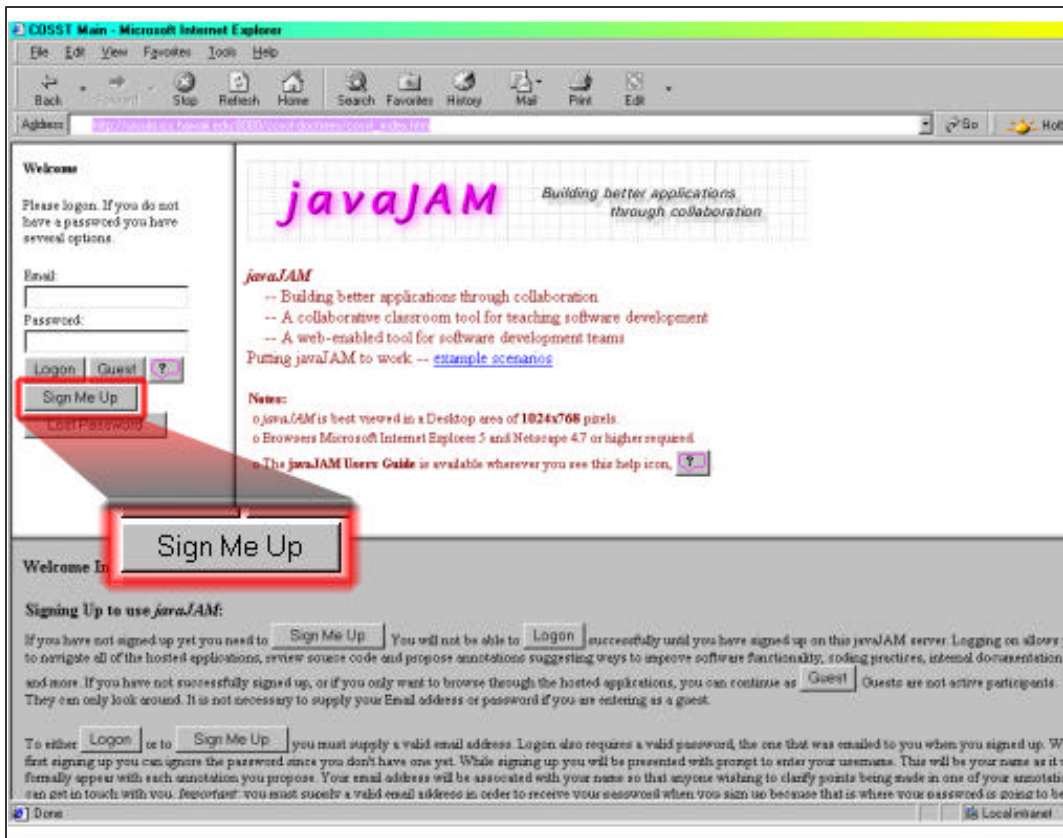 COSST Main - Microsoft Internet Explorer
File Edit View Favorites Tools Help
Back Forward Stop Refresh Home Search Favorites History Mail Print Edit
Address Go
Welcome
Please logon. If you do not
have a password you have
several options.
Email:
Password:
Logon Guest ?
Sign Me Up
Lost Password
javaJAM Building better applications
through collaboration
javaJAM
-- Building better applications through collaboration
-- A collaborative classroom tool for teaching software development
-- A web-enabled tool for software development teams
Putting javaJAM to work -- example scenarios
Notes:
o javaJAM is best viewed in a Desktop area of 1024x768 pixels.
o Browsers Microsoft Internet Explorer 5 and Netscape 4.7 or higher required.
o The javaJAM Users Guide is available wherever you see this help icon, ?
Sign Me Up
Welcome
Signing Up to use javaJAM:
If you have not signed up yet you need to Sign Me Up You will not be able to Logon successfully until you have signed up on this javaJAM server. Logging on allows
to navigate all of the hosted applications, review source code and propose annotations suggesting ways to improve software functionality, coding practices, internal documentation
and more. If you have not successfully signed up, or if you only want to browse through the hosted applications, you can continue as Guest Guests are not active participants.
They can only look around. It is not necessary to supply your Email address or password if you are entering as a guest.
To either Logon or to Sign Me Up you must supply a valid email address. Logon also requires a valid password, the one that was emailed to you when you signed up. W
first signing up you can ignore the password since you don't have one yet. While signing up you will be presented with prompt to enter your username. This will be your name as it
formally appear with each annotation you propose. Your email address will be associated with your name so that anyone wishing to clarify points being made in one of your annotat
can get in touch with you. Important: you must supply a valid email address in order to receive your password when you sign up because that is where your password is going to be
Done Local intranet